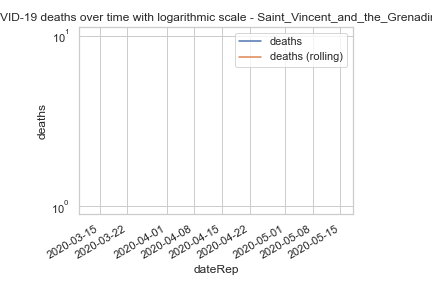 VID-19 deaths over time with logarithmic scale - Saint_Vincent_and_the_Grenadin
10¹
deaths
deaths (rolling)
deaths
10⁰
2020-03-15
2020-03-22
2020-04-01
2020-04-08
2020-04-15
2020-04-22
2020-05-01
2020-05-08
2020-05-15
dateRep